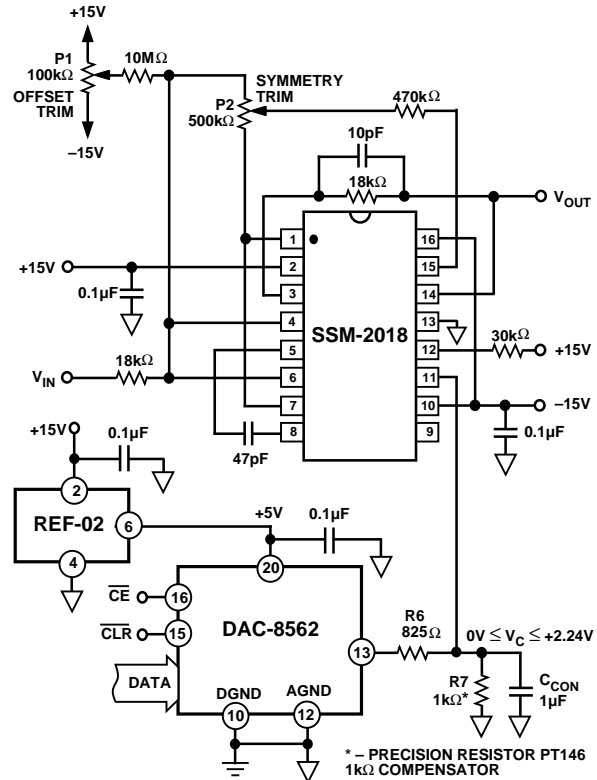 +15V
P1
100kΩ
OFFSET
TRIM
–15V
10MΩ
P2
500kΩ
SYMMETRY
TRIM
470kΩ
10pF
18kΩ
VOUT
+15V
0.1µF
VIN
18kΩ
47pF
SSM-2018
1
2
3
4
5
6
7
8
16
15
14
13
12
11
10
9
30kΩ
+15V
–15V
0.1µF
+15V
0.1µF
2
REF-02
6
4
+5V
0.1µF
20
CE
16
CLR
15
DAC-8562
13
DATA
DGND
10
AGND
12
R6
825Ω
0V ≤ VC ≤ +2.24V
R7
1kΩ*
CCON
1µF
* – PRECISION RESISTOR PT146
1kΩ COMPENSATOR